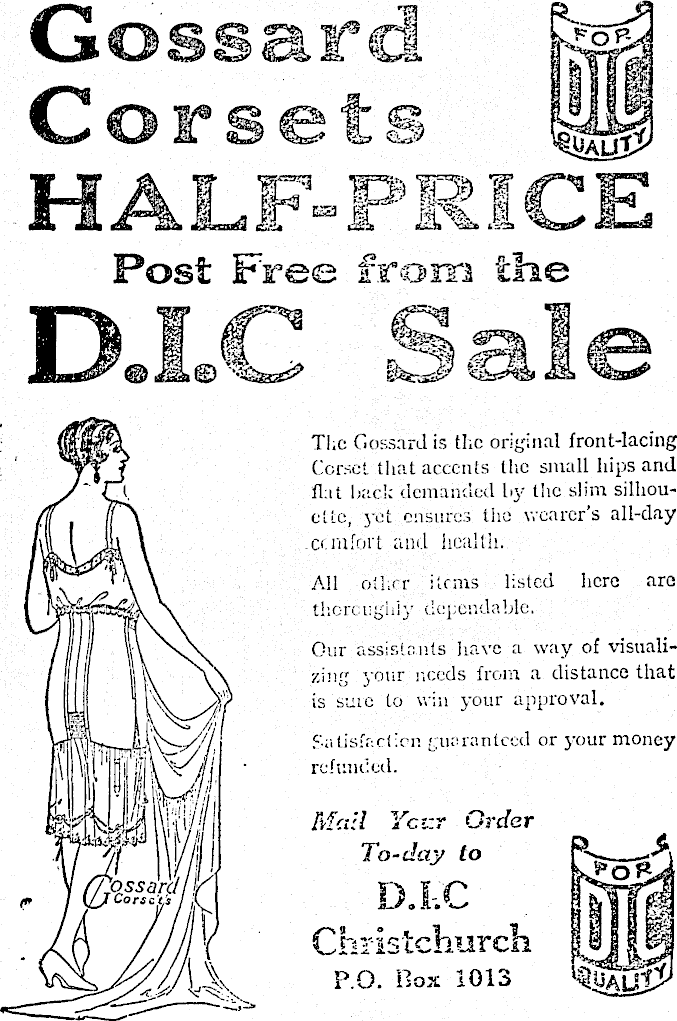 Gossard
Corsets
HALF-PRICE
Post Free from the
D.I.C Sale
FOR
DIC
QUALITY
The Gossard is the original front-lacing
Corset that accents the small hips and
flat back demanded by the slim silhou-
ette, yet ensures the wearer's all-day
comfort and health.
All other items listed here are
thoroughly dependable.
Our assistants have a way of visuali-
zing your needs from a distance that
is sure to win your approval.
Satisfaction guaranteed or your money
refunded.
Gossard
Corsets
Mail Your Order
To-day to
D.I.C
Christchurch
P.O. Box 1013
FOR
DIC
QUALITY